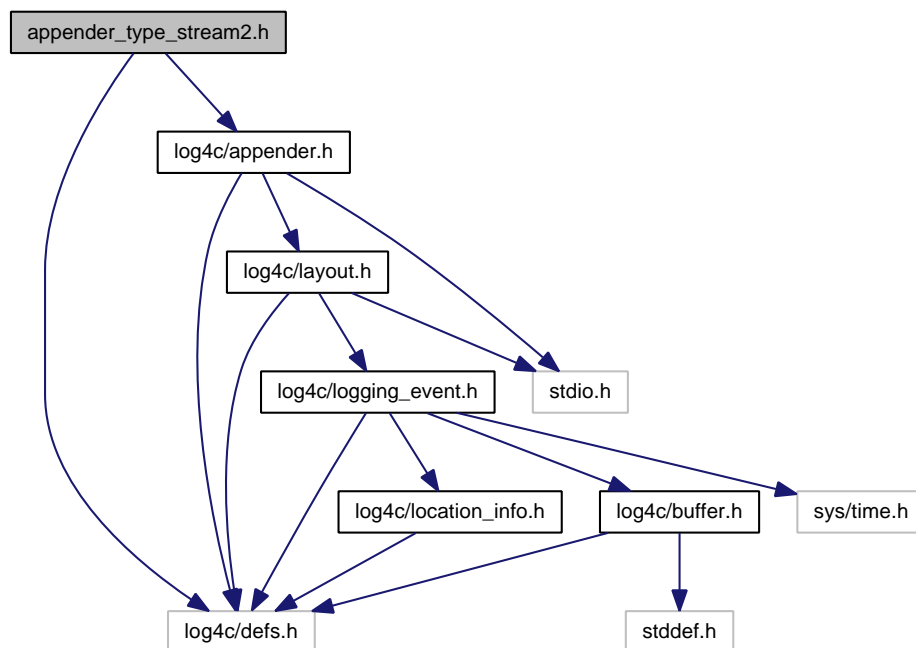 appender_type_stream2.h
log4c/appender.h
log4c/layout.h
log4c/logging_event.h
stdio.h
log4c/location_info.h
log4c/buffer.h
sys/time.h
log4c/defs.h
stddef.h